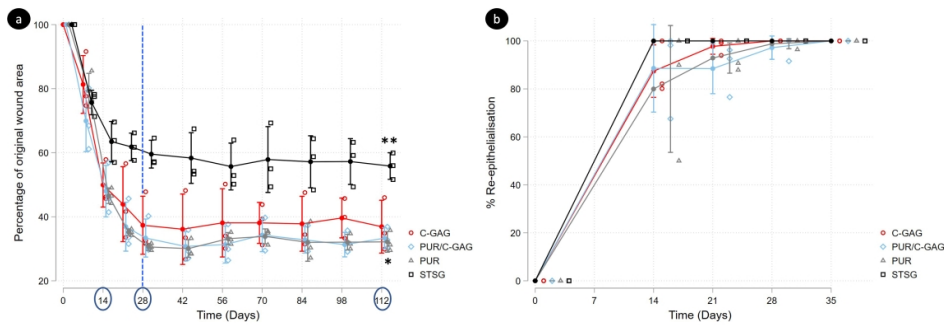 a
Percentage of original wound area
100
80
60
40
20
0
14
28
42
56
70
84
98
112
Time (Days)
**
*
C-GAG
PUR/C-GAG
PUR
STSG
b
% Re-epithelialisation
100
80
60
40
20
0
0
7
14
21
28
35
Time (Days)
C-GAG
PUR/C-GAG
PUR
STSG